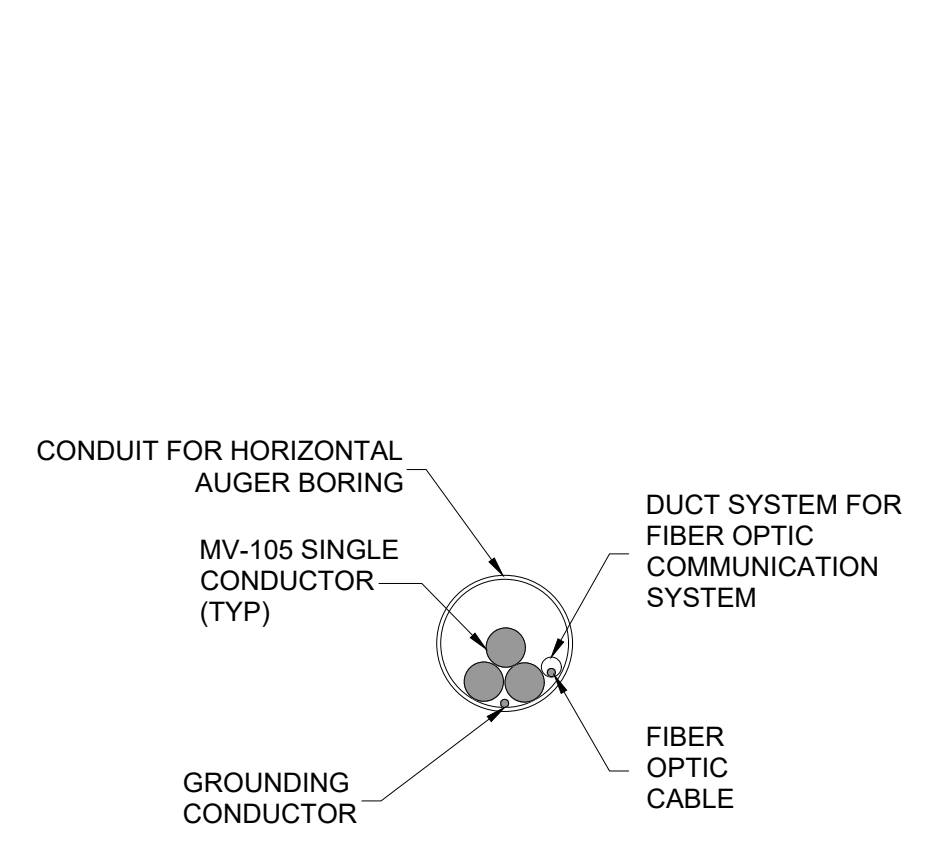 CONDUIT FOR HORIZONTAL
AUGER BORING
MV-105 SINGLE
CONDUCTOR
(TYP)
DUCT SYSTEM FOR
FIBER OPTIC
COMMUNICATION
SYSTEM
GROUNDING
CONDUCTOR
FIBER
OPTIC
CABLE